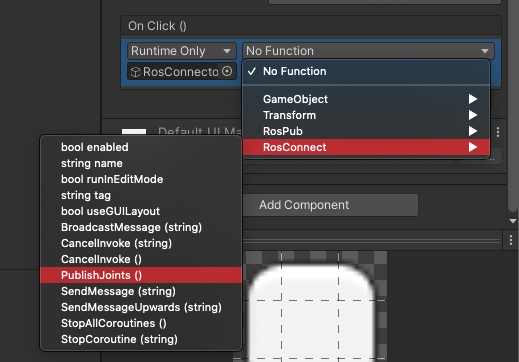 On Click ()
Runtime Only
No Function
RosConnecto
No Function
GameObject
Transform
RosPub
RosConnect
Default UI Ma
bool enabled
string name
bool runInEditMode
string tag
bool useGUILayout
BroadcastMessage (string)
CancelInvoke (string)
CancelInvoke ()
PublishJoints ()
SendMessage (string)
SendMessageUpwards (string)
StopAllCoroutines ()
StopCoroutine (string)
Add Component